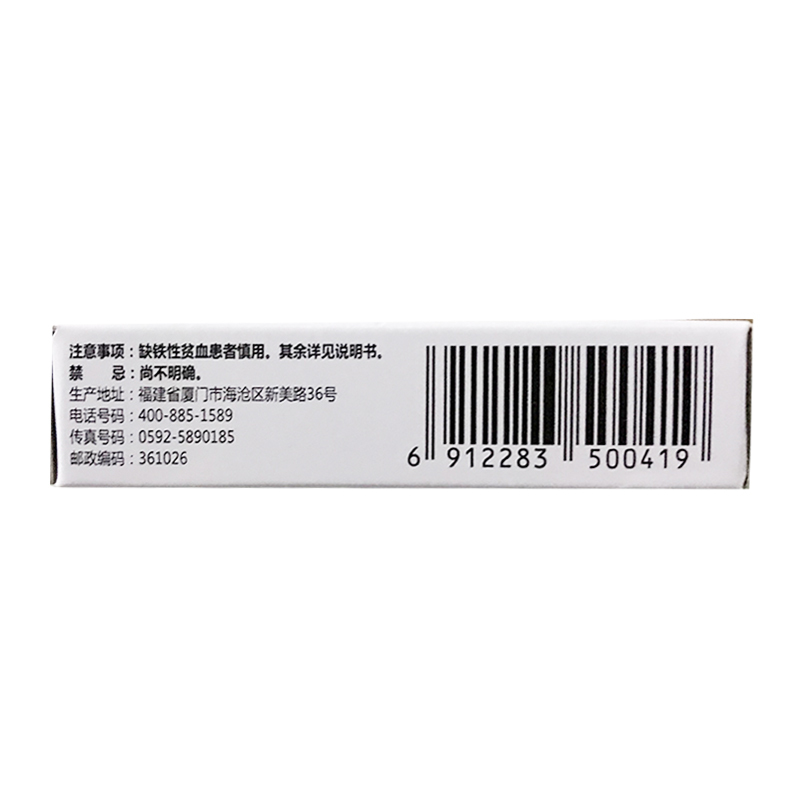 注意事项：缺铁性贫血患者慎用。其余详见说明书。
禁　　忌：尚不明确。
生产地址：福建省厦门市海沧区新美路36号
电话号码：400-885-1589
传真号码：0592-5890185
邮政编码：361026
6 912283 500419